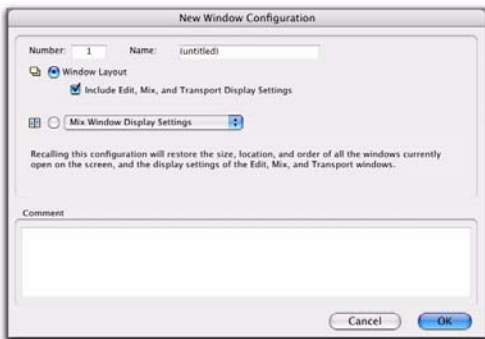 New Window Configuration
Number: 1 Name: (untitled)
Window Layout
Include Edit, Mix, and Transport Display Settings
Mix Window Display Settings
Recalling this configuration will restore the size, location, and order of all the windows currently
open on the screen, and the display settings of the Edit, Mix, and Transport windows.
Comment
Cancel OK